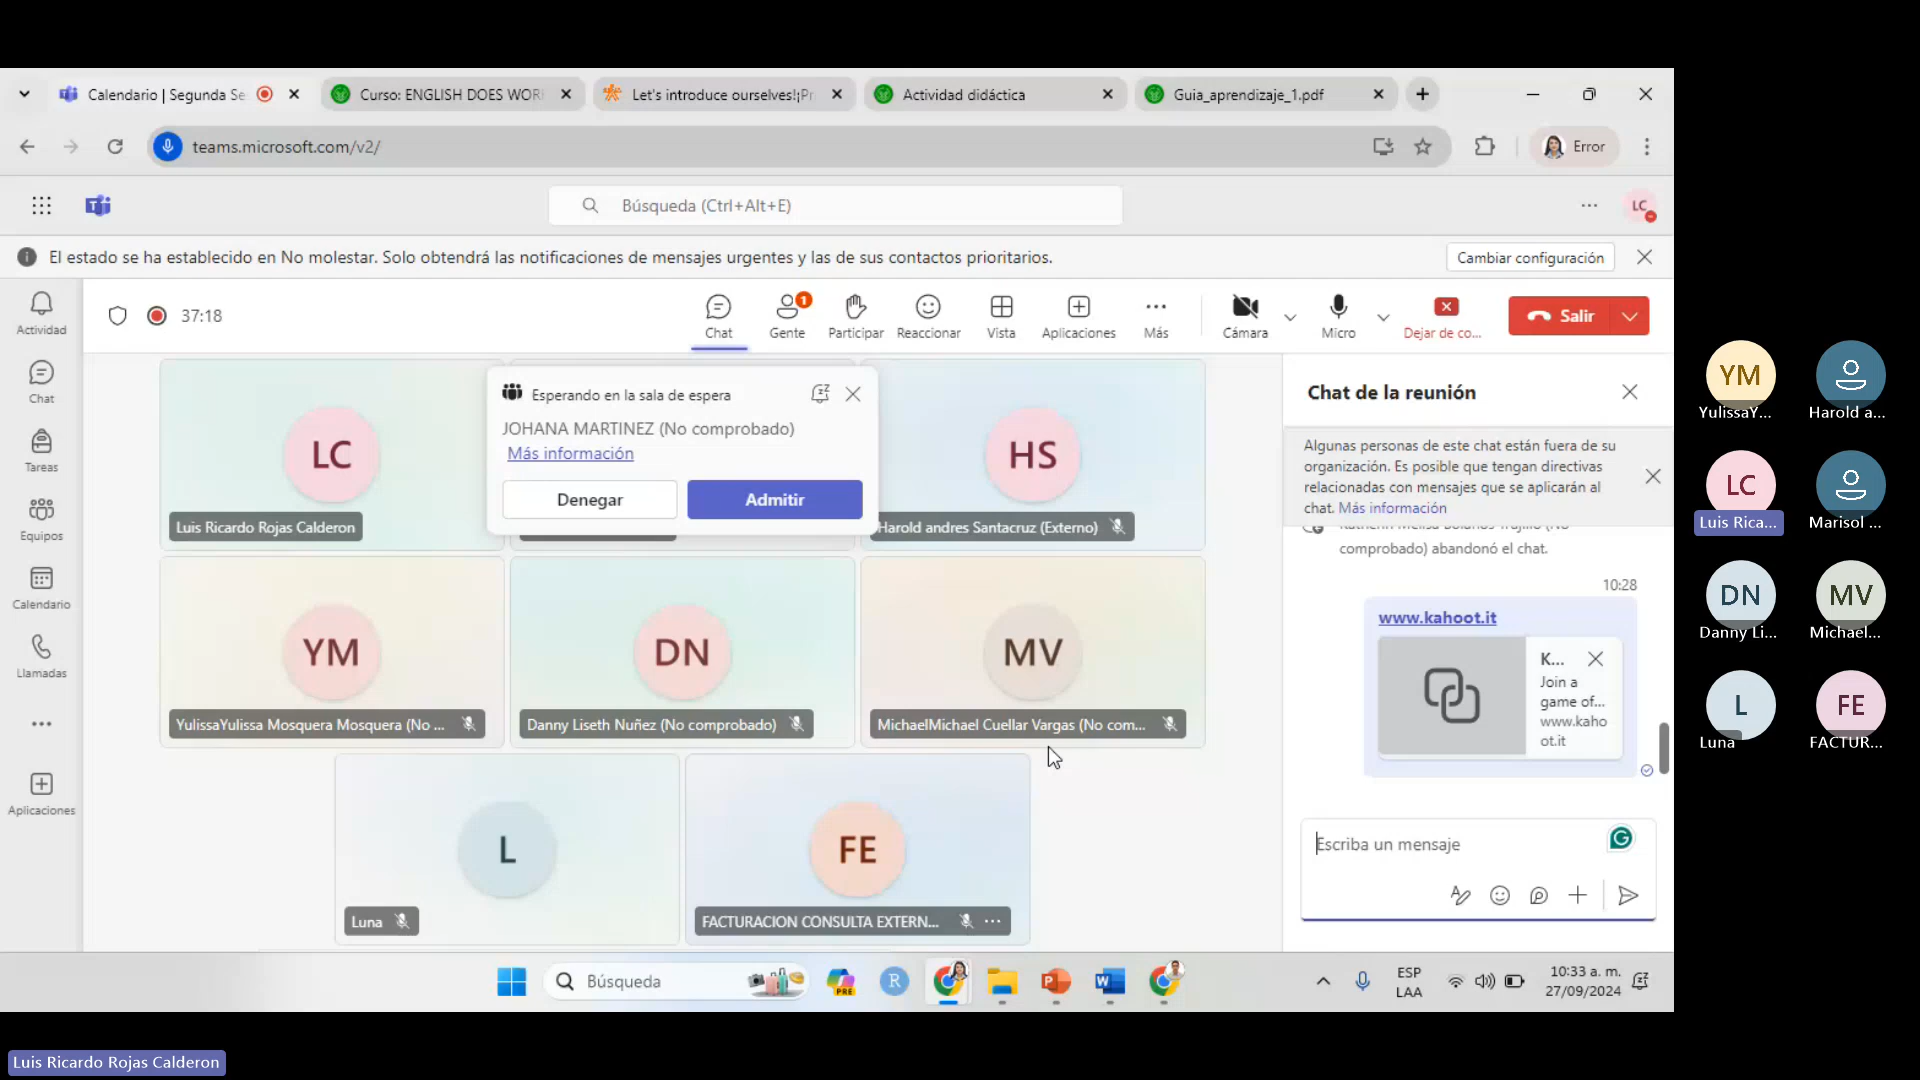 Calendario | Segunda Se
Curso: ENGLISH DOES WOR
Let's introduce ourselves!¡Pr
Actividad didáctica
Guia_aprendizaje_1.pdf
teams.microsoft.com/v2/
Error
Búsqueda (Ctrl+Alt+E)
LC
El estado se ha establecido en No molestar. Solo obtendrá las notificaciones de mensajes urgentes y las de sus contactos prioritarios.
Cambiar configuración
Actividad
Chat
Tareas
Equipos
Calendario
Llamadas
Aplicaciones
37:18
Chat
1
Gente
Participar
Reaccionar
Vista
Aplicaciones
Más
Cámara
Micro
Dejar de co...
Salir
Esperando en la sala de espera
JOHANA MARTINEZ (No comprobado)
Más información
Denegar
Admitir
LC
Luis Ricardo Rojas Calderon
HS
Harold andres Santacruz (Externo)
YM
YulissaYulissa Mosquera Mosquera (No ...
DN
Danny Liseth Nuñez (No comprobado)
MV
MichaelMichael Cuellar Vargas (No com...
L
Luna
FE
FACTURACION CONSULTA EXTERN...
Chat de la reunión
Algunas personas de este chat están fuera de su
organización. Es posible que tengan directivas
relacionadas con mensajes que se aplicarán al
chat. Más información
comprobado) abandonó el chat.
10:28
www.kahoot.it
K...
Join a
game of...
www.kaho
ot.it
Escriba un mensaje
Búsqueda
PRE
R
ESP
LAA
10:33 a. m.
27/09/2024
YM
YulissaY...
Harold a...
LC
Luis Rica...
Marisol ...
DN
Danny Li...
MV
Michael...
L
Luna
FE
FACTUR...
Luis Ricardo Rojas Calderon